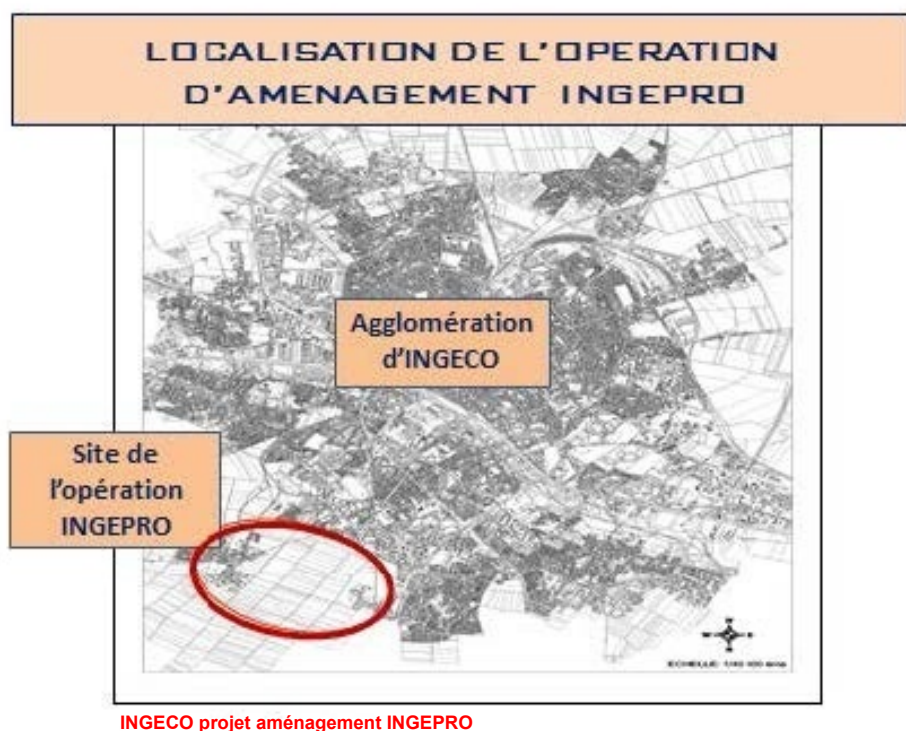 LOCALISATION DE L'OPERATION
D'AMENAGEMENT INGEPRO
Agglomération
d'INGECO
Site de
l'opération
INGEPRO
INGECO projet aménagement INGEPRO